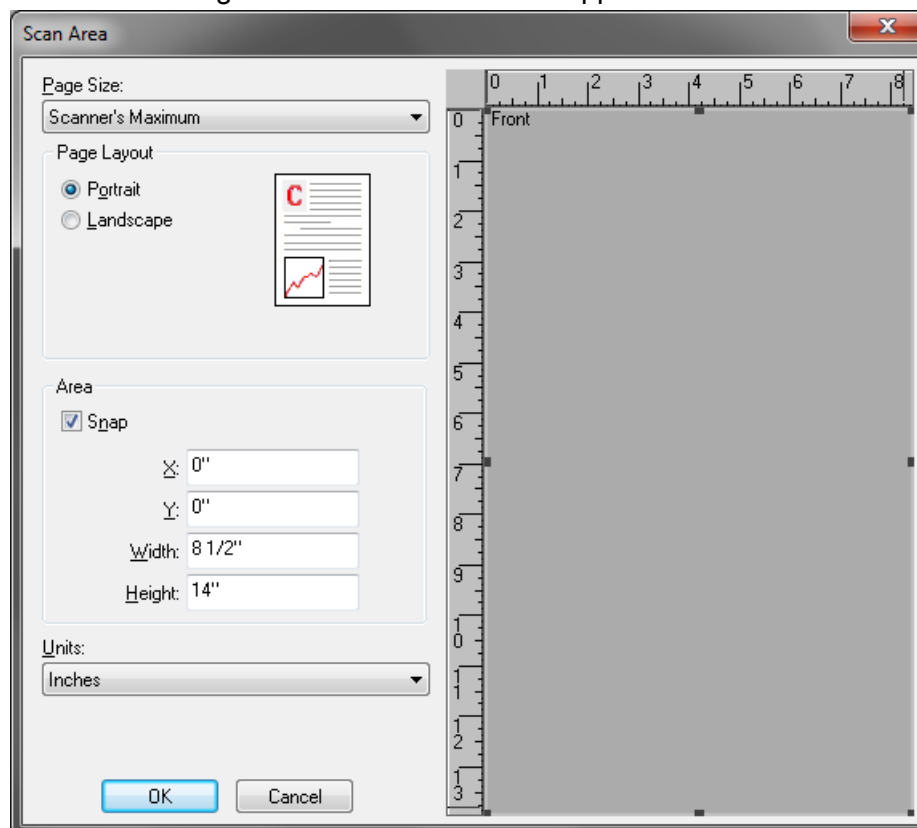 Scan Area
Page Size:
Scanner's Maximum
Page Layout
Portrait
Landscape
C
Area
Snap
X: 0"
Y: 0"
Width: 8 1/2"
Height: 14"
Units:
Inches
OK Cancel
0 1 2 3 4 5 6 7 8
Front
0
1
2
3
4
5
6
7
8
9
10
11
12
13